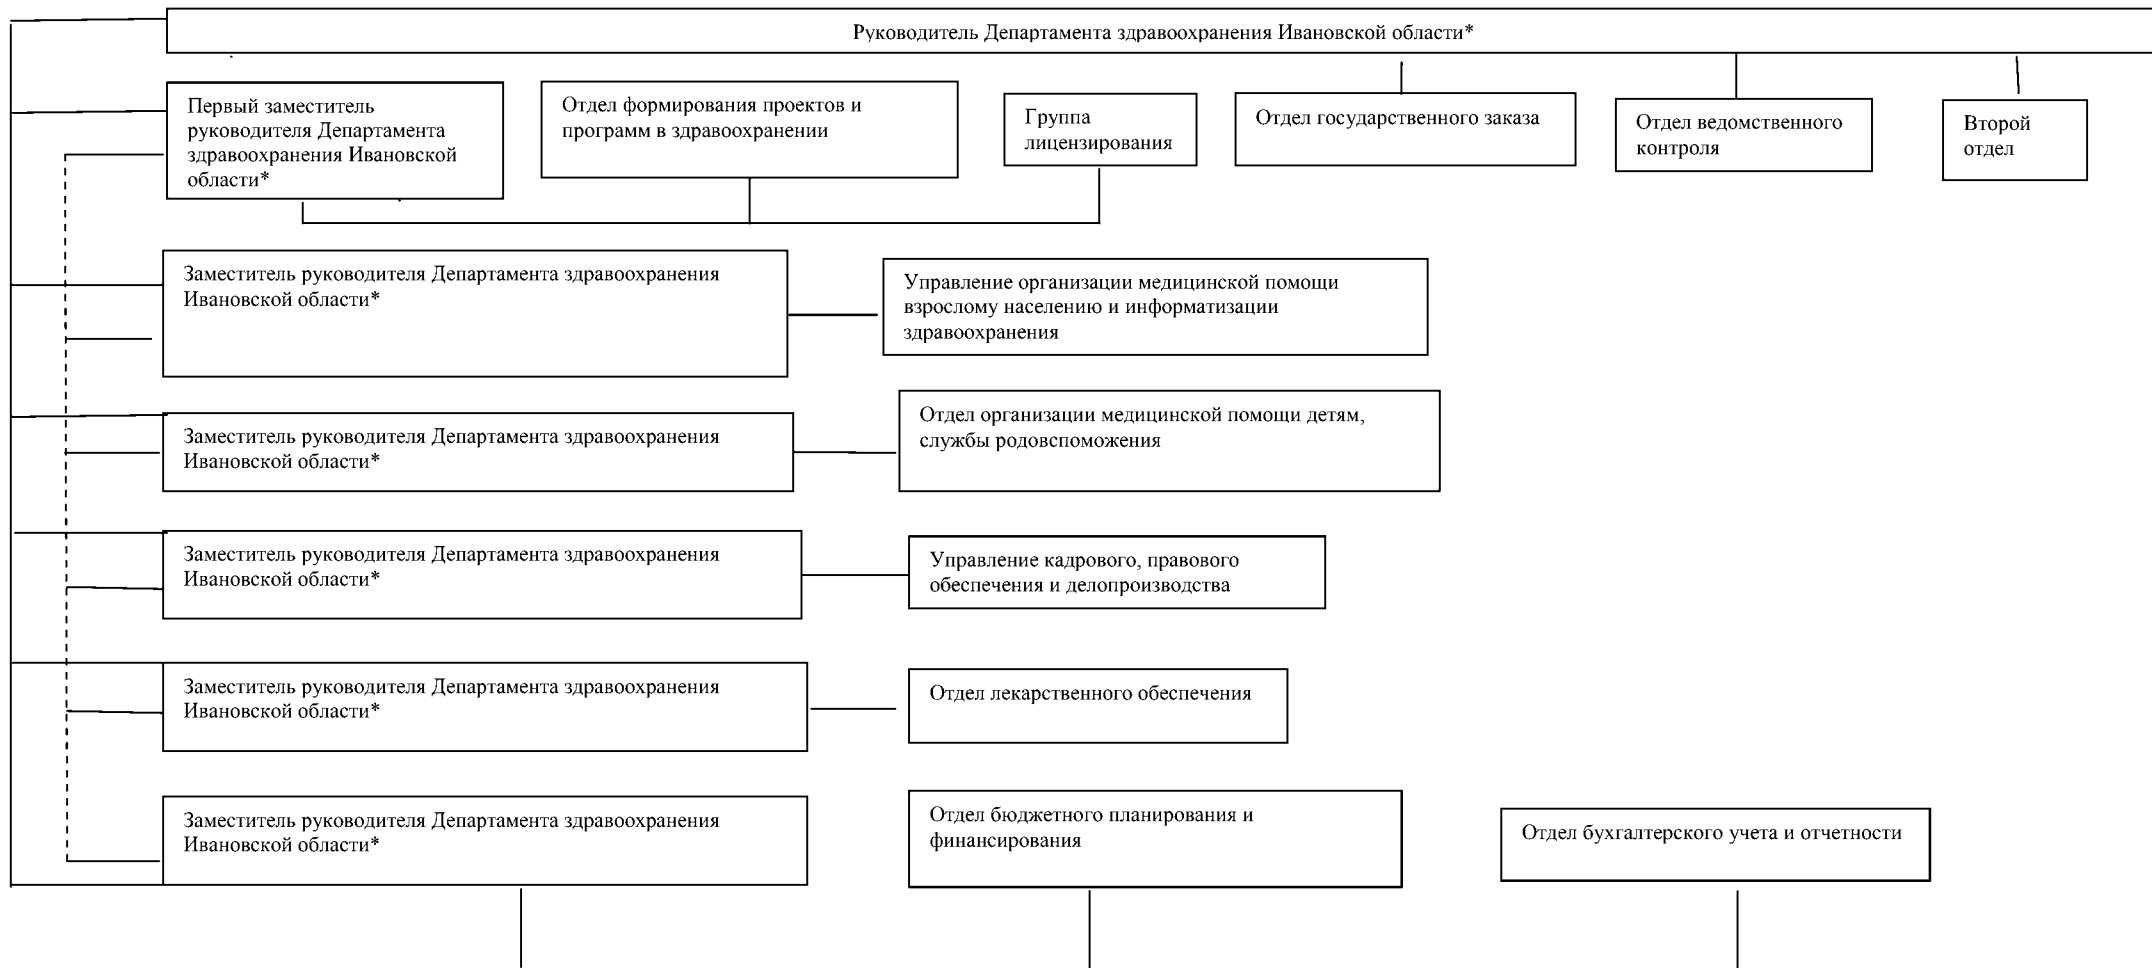 Руководитель Департамента здравоохранения Ивановской области*
Первый заместитель
руководителя Департамента
здравоохранения Ивановской
области*
Отдел формирования проектов и
программ в здравоохранении
Группа
лицензирования
Отдел государственного заказа
Отдел ведомственного
контроля
Второй
отдел
Заместитель руководителя Департамента здравоохранения
Ивановской области*
Управление организации медицинской помощи
взрослому населению и информатизации
здравоохранения
Заместитель руководителя Департамента здравоохранения
Ивановской области*
Отдел организации медицинской помощи детям,
службы родовспоможения
Заместитель руководителя Департамента здравоохранения
Ивановской области*
Управление кадрового, правового
обеспечения и делопроизводства
Заместитель руководителя Департамента здравоохранения
Ивановской области*
Отдел лекарственного обеспечения
Заместитель руководителя Департамента здравоохранения
Ивановской области*
Отдел бюджетного планирования и
финансирования
Отдел бухгалтерского учета и отчетности